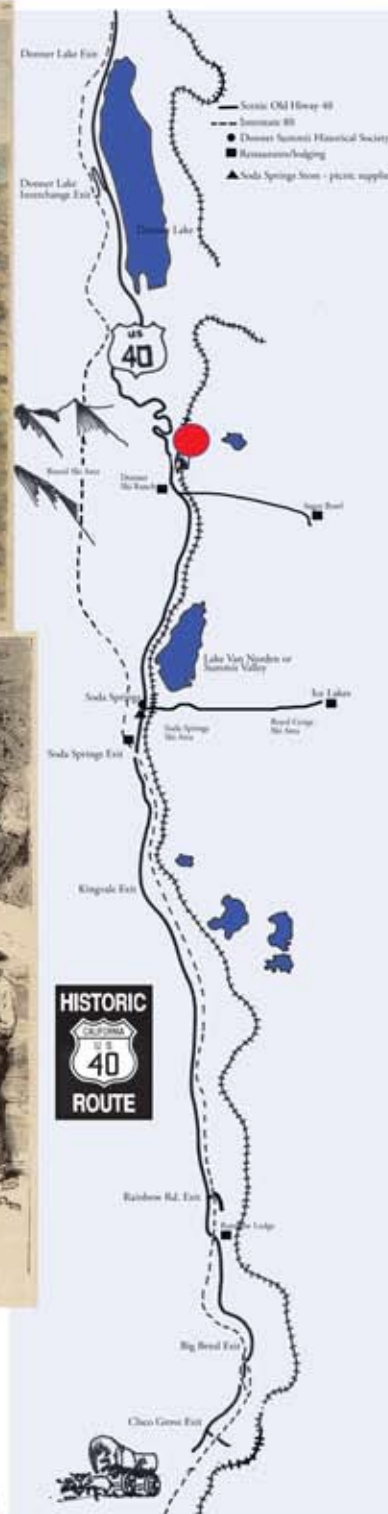 Donner Lake Exit
Scenic Old Hiway 40
Interstate 80
Donner Summit Historical Society
Restaurants/lodging
Soda Springs Store - picnic supplies
Donner Lake
Interchange Exit
Donner Lake
US
40
Boreal Ski Area
Donner
Ski Ranch
Sugar Bowl
Lake Van Norden or
Summit Valley
Soda Springs
Ice Lakes
Soda Springs
Ski Area
Royal Gorge
Ski Area
Soda Springs Exit
Kingvale Exit
HISTORIC
CALIFORNIA
U S
40
ROUTE
Rainbow Rd. Exit
Rainbow Lodge
Big Bend Exit
Cisco Grove Exit